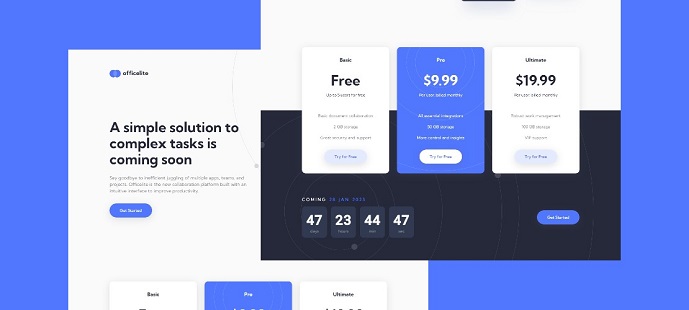 officelite
A simple solution to
complex tasks is
coming soon
Say goodbye to inefficient juggling of multiple apps, teams and
projects. Officelite is the new collaboration platform built with an
intuitive interface to improve productivity.
Get Started
Basic
Pro
Ultimate
Basic
Free
Up to 5 users for free
Basic document collaboration
2 GB storage
Great security and support
Try for Free
Pro
$9.99
Per user, billed monthly
All essential integrations
50 GB storage
More control and insights
Try for Free
Ultimate
$19.99
Per user, billed monthly
Robust work management
100 GB storage
VIP support
Try for Free
COMING
47
23
44
47
days
hours
min
sec
Get Started